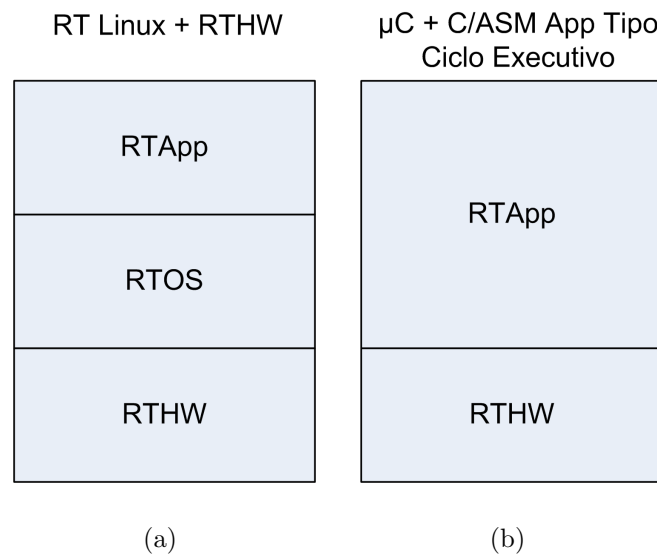 RT Linux + RTHW
RTApp
RTOS
RTHW
(a)
µC + C/ASM App Tipo
Ciclo Executivo
RTApp
RTHW
(b)